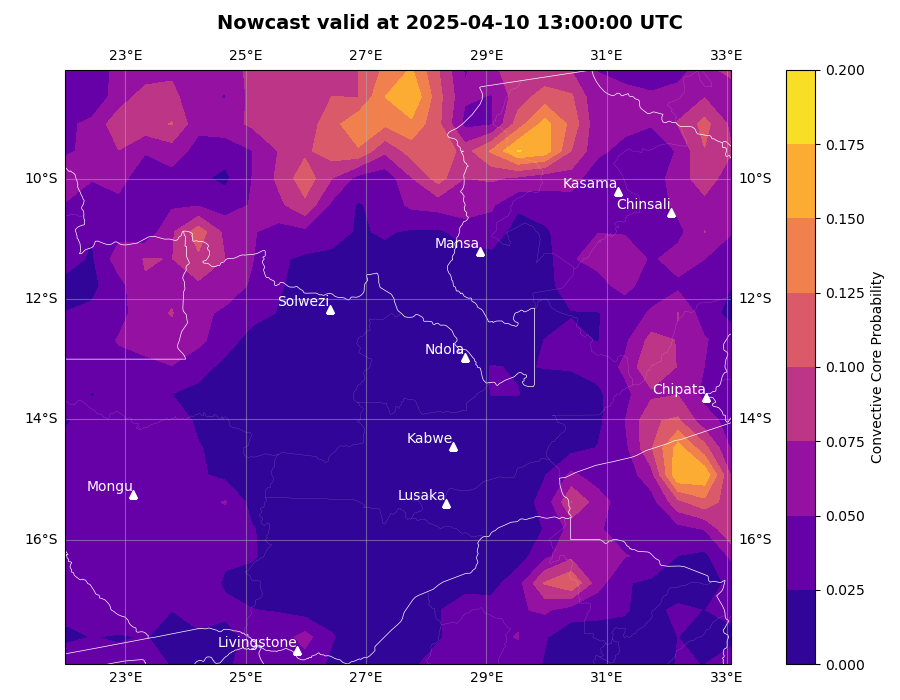 Nowcast valid at 2025-04-10 13:00:00 UTC
23°E 25°E 27°E 29°E 31°E 33°E
0.200
0.175
10°S Kasama 10°S
Chinsali
0.150
Mansa
12°S 12°S
Solwezi 0.125
Ndola
0.100
Chipata
14°S 14°S
Kabwe 0.075
Mongu
Lusaka
0.050
16°S 16°S
0.025
Livingstone
0.000
23°E 25°E 27°E 29°E 31°E 33°E
Convective Core Probability